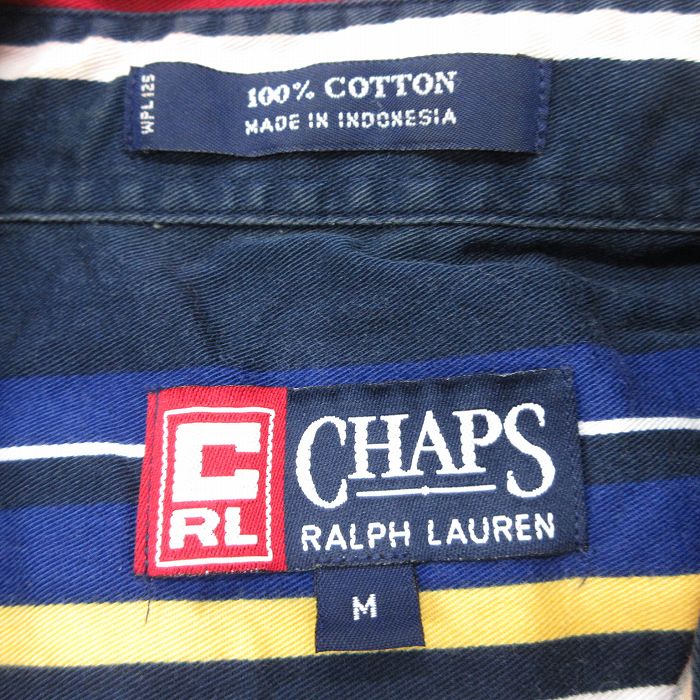 WPL 125
100% COTTON
MADE IN INDONESIA
C
RL
CHAPS
RALPH LAUREN
M